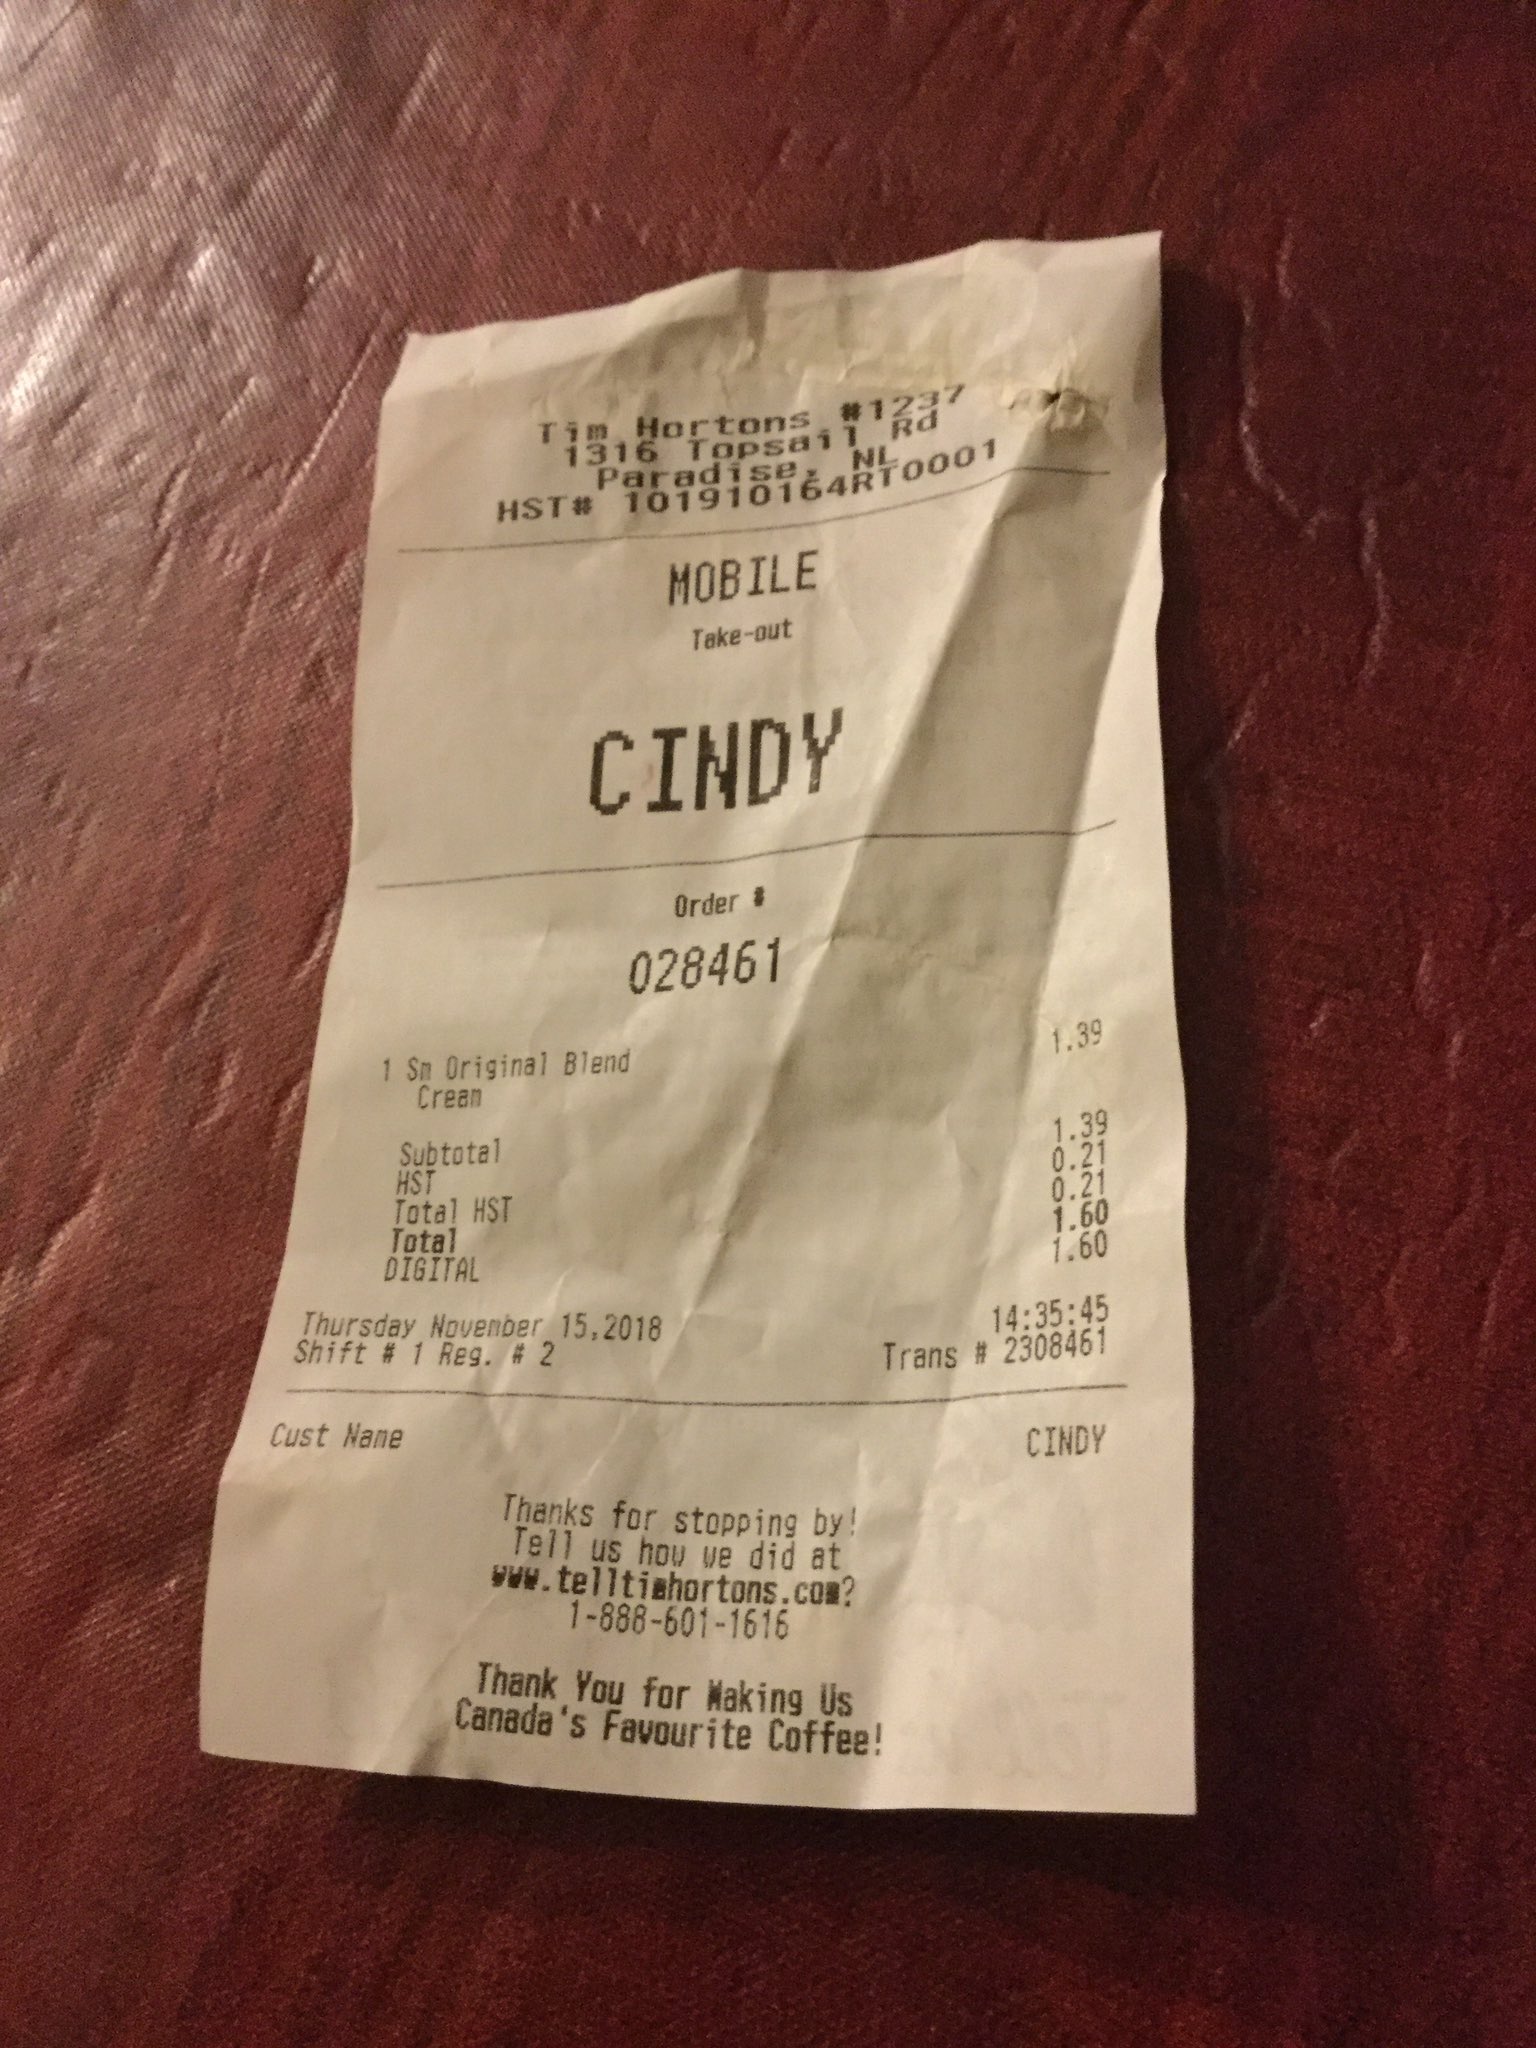 Tim Hortons #1237
1316 Topsail Rd
Paradise, NL
HST# 101910164RT0001
MOBILE
Take-out
CINDY
Order #
028461
1 Sm Original Blend 1.39
Cream
Subtotal 1.39
HST 0.21
Total HST 0.21
Total 1.60
DIGITAL 1.60
Thursday November 15,2018 14:35:45
Shift # 1 Reg. # 2 Trans # 2308461
Cust Name CINDY
Thanks for stopping by!
Tell us how we did at
www.telltimhortons.com?
1-888-601-1616
Thank You for Making Us
Canada's Favourite Coffee!